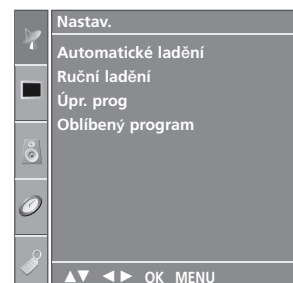 Nastav.
Automatické ladění
Ruční ladění
Úpr. prog
Oblíbený program
▲▼ ◄► OK MENU